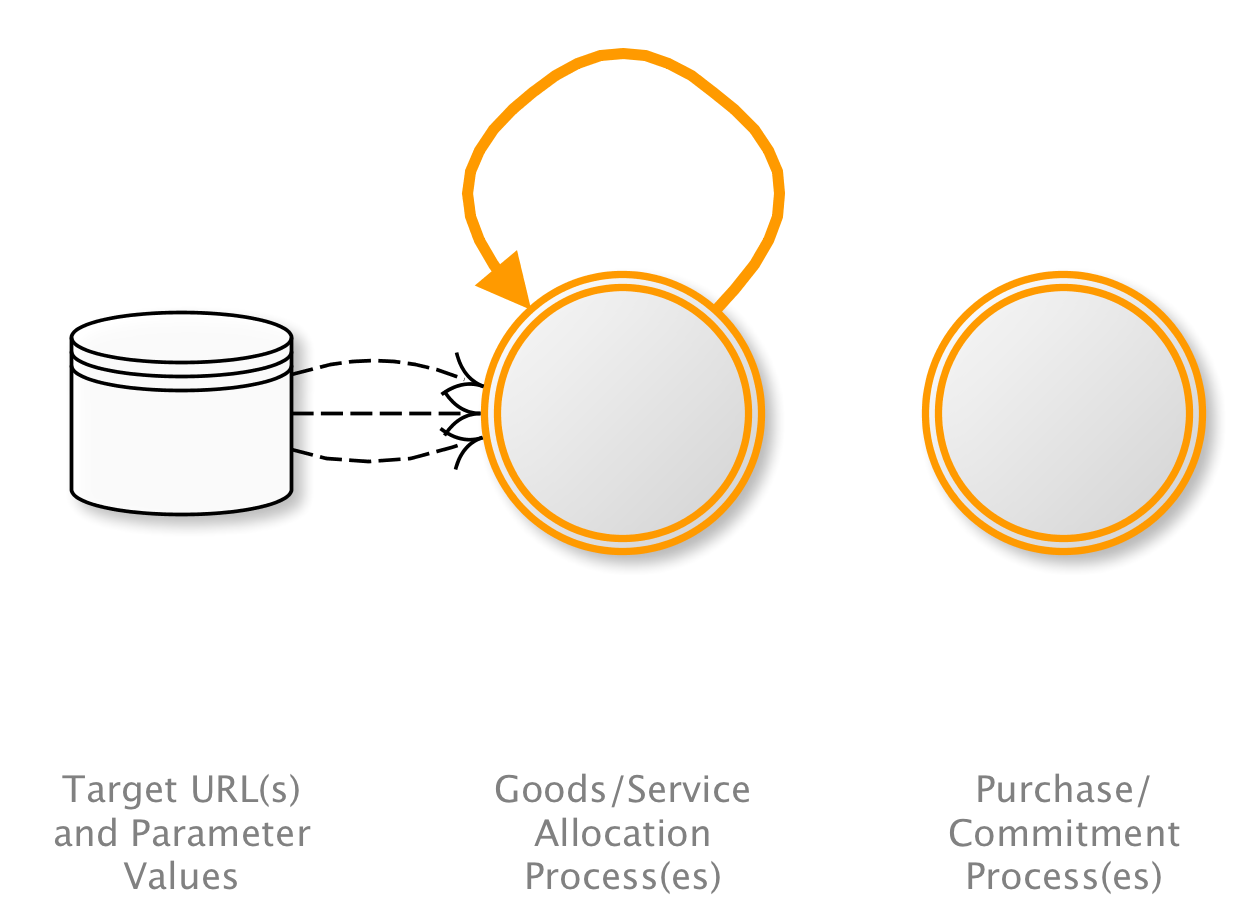 Target URL(s)
and Parameter
Values
Goods/Service
Allocation
Process(es)
Purchase/
Commitment
Process(es)